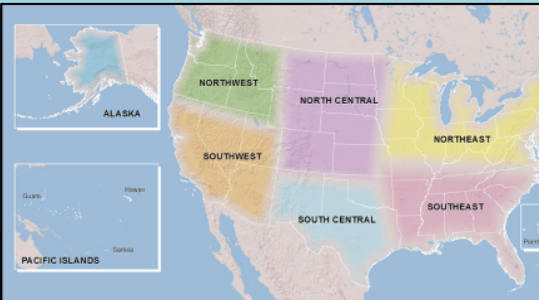 ALASKA
NORTHWEST
NORTH CENTRAL
NORTHEAST
SOUTHWEST
SOUTHEAST
SOUTH CENTRAL
Guam
Hawaii
Samoa
PACIFIC ISLANDS